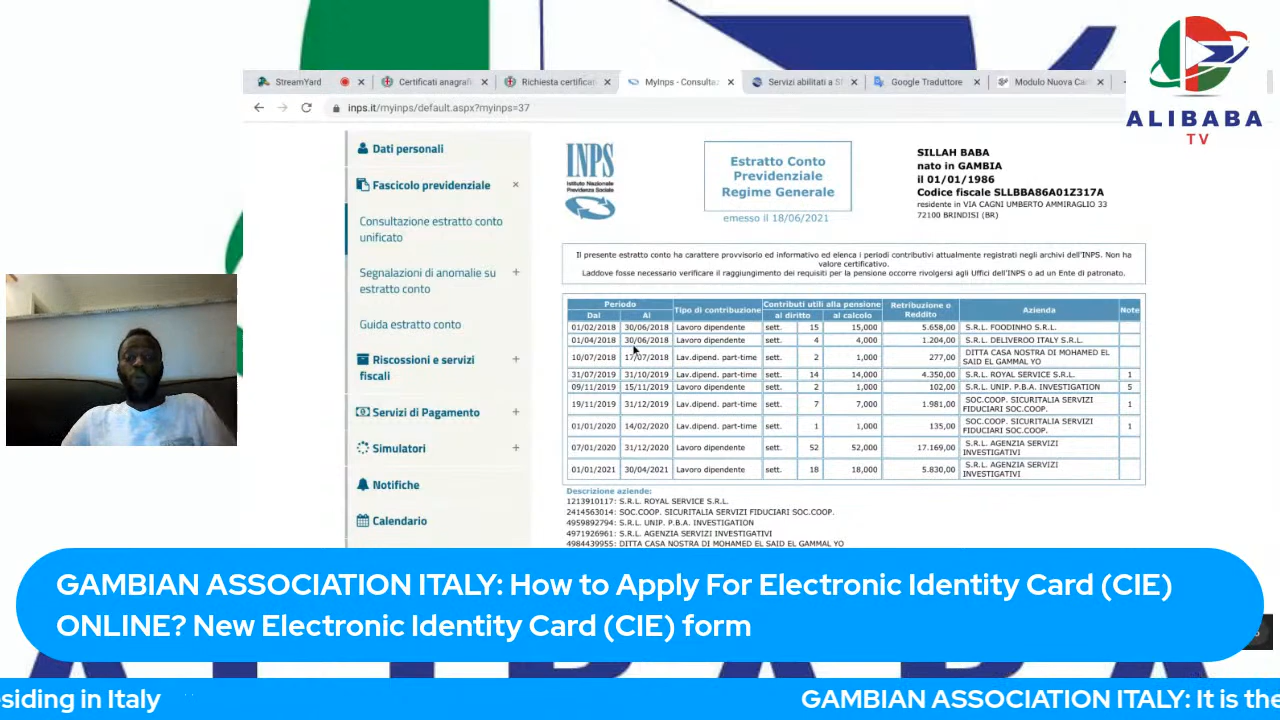 StreamYard
Certificati anagrafi
Richiesta certificat
MyInps - Consulta
Servizi abilitati a S
Google Traduttore
Modulo Nuova Ca
inps.it/myinps/default.aspx?myinps=37
ALIBABA
TV
Dati personali
Fascicolo previdenziale
Consultazione estratto conto
unificato
Segnalazioni di anomalie su
estratto conto
Guida estratto conto
Riscossioni e servizi
fiscali
Servizi di Pagamento
Simulatori
Notifiche
Calendario
INPS
Istituto Nazionale
Previdenza Sociale
Estratto Conto
Previdenziale
Regime Generale
emesso il 18/06/2021
SILLAH BABA
nato in GAMBIA
il 01/01/1986
Codice fiscale SLLBBA86A01Z317A
residente in VIA CAGNI UMBERTO AMMIRAGLIO 33
72100 BRINDISI (BR)
Il presente estratto conto ha carattere provvisorio ed informativo ed elenca i periodi contributivi attualmente registrati negli archivi dell'INPS. Non ha
valore certificativo.
Laddove fosse necessario verificare il raggiungimento dei requisiti per la pensione occorre rivolgersi agli Uffici dell'INPS o ad un Ente di patronato.
Periodo Tipo di contribuzione Contributi utili alla pensione Retribuzione o Reddito Azienda Note
Dal Al al diritto al calcolo
01/02/2018 30/06/2018 Lavoro dipendente sett. 15 15,000 5.658,00 S.R.L. FOODINHO S.R.L.
01/04/2018 30/06/2018 Lavoro dipendente sett. 4 4,000 1.204,00 S.R.L. DELIVEROO ITALY S.R.L.
10/07/2018 17/07/2018 Lav.dipend. part-time sett. 2 1,000 277,00 DITTA CASA NOSTRA DI MOHAMED EL
SAID EL GAMMAL YO
31/07/2019 31/10/2019 Lav.dipend. part-time sett. 14 14,000 4.350,00 S.R.L. ROYAL SERVICE S.R.L. 1
09/11/2019 15/11/2019 Lavoro dipendente sett. 2 1,000 102,00 S.R.L. UNIP. P.B.A. INVESTIGATION 5
19/11/2019 31/12/2019 Lav.dipend. part-time sett. 7 7,000 1.981,00 SOC.COOP. SICURITALIA SERVIZI
FIDUCIARI SOC.COOP. 1
01/01/2020 14/02/2020 Lav.dipend. part-time sett. 1 1,000 135,00 SOC.COOP. SICURITALIA SERVIZI
FIDUCIARI SOC.COOP. 1
07/01/2020 31/12/2020 Lavoro dipendente sett. 52 52,000 17.169,00 S.R.L. AGENZIA SERVIZI
INVESTIGATIVI
01/01/2021 30/04/2021 Lavoro dipendente sett. 18 18,000 5.830,00 S.R.L. AGENZIA SERVIZI
INVESTIGATIVI
Descrizione aziende:
1213910117: S.R.L. ROYAL SERVICE S.R.L.
2414563014: SOC.COOP. SICURITALIA SERVIZI FIDUCIARI SOC.COOP.
4959892794: S.R.L. UNIP. P.B.A. INVESTIGATION
4971926961: S.R.L. AGENZIA SERVIZI INVESTIGATIVI
4984439955: DITTA CASA NOSTRA DI MOHAMED EL SAID EL GAMMAL YO
GAMBIAN ASSOCIATION ITALY: How to Apply For Electronic Identity Card (CIE)
ONLINE? New Electronic Identity Card (CIE) form
esiding in Italy
GAMBIAN ASSOCIATION ITALY: It is the